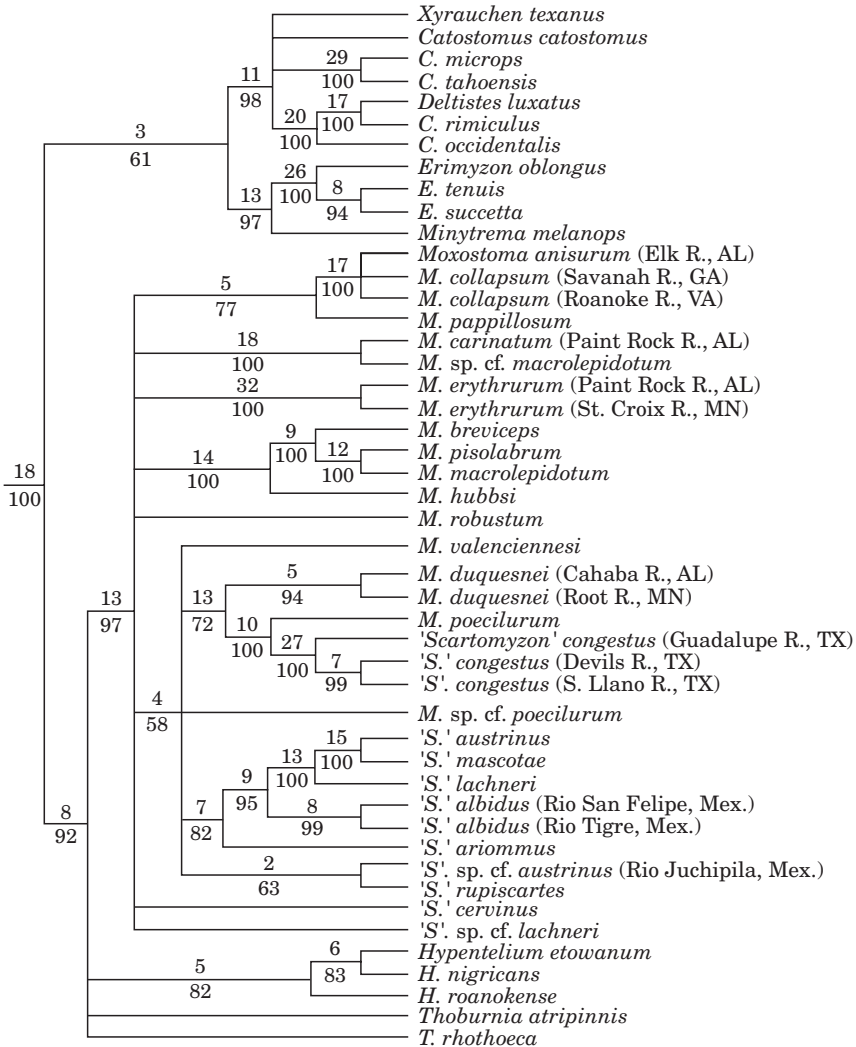 Xyrauchen texanus
Catostomus catostomus
29
C. microps
11
100
C. tahoensis
98
17
Deltistes luxatus
20
100
C. rimiculus
3
100
C. occidentalis
61
26
Erimyzon oblongus
13
100
8
E. tenuis
97
94
E. succetta
Minytrema melanops
Moxostoma anisurum (Elk R., AL)
17
M. collapsum (Savanah R., GA)
5
100
M. collapsum (Roanoke R., VA)
77
M. pappillosum
18
M. carinatum (Paint Rock R., AL)
100
M. sp. cf. macrolepidotum
32
M. erythrurum (Paint Rock R., AL)
100
M. erythrurum (St. Croix R., MN)
9
M. breviceps
14
100
12
M. pisolabrum
100
100
M. macrolepidotum
18
M. hubbsi
100
M. robustum
M. valenciennesi
5
M. duquesnei (Cahaba R., AL)
13
13
94
M. duquesnei (Root R., MN)
97
72
10
M. poecilurum
100
27
'Scartomyzon' congestus (Guadalupe R., TX)
100
7
'S.' congestus (Devils R., TX)
99
'S'. congestus (S. Llano R., TX)
4
M. sp. cf. poecilurum
58
15
'S.' austrinus
13
100
'S.' mascotae
9
100
'S.' lachneri
95
8
'S.' albidus (Rio San Felipe, Mex.)
8
7
99
'S.' albidus (Rio Tigre, Mex.)
92
82
'S.' ariommus
2
'S'. sp. cf. austrinus (Rio Juchipila, Mex.)
63
'S.' rupiscartes
'S.' cervinus
'S'. sp. cf. lachneri
6
Hypentelium etowanum
5
83
H. nigricans
82
H. roanokense
Thoburnia atripinnis
T. rhothoeca